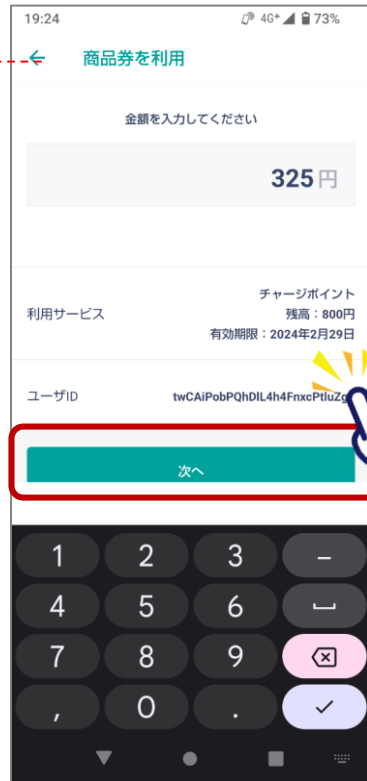 19:24 4G+ 73%
商品券を利用
金額を入力してください
325円
チャージポイント
利用サービス 残高：800円
有効期限：2024年2月29日
ユーザID twCAiPobPQhDlL4h4FnxcPtluZg
次へ
1 2 3 –
4 5 6
7 8 9
, 0 .